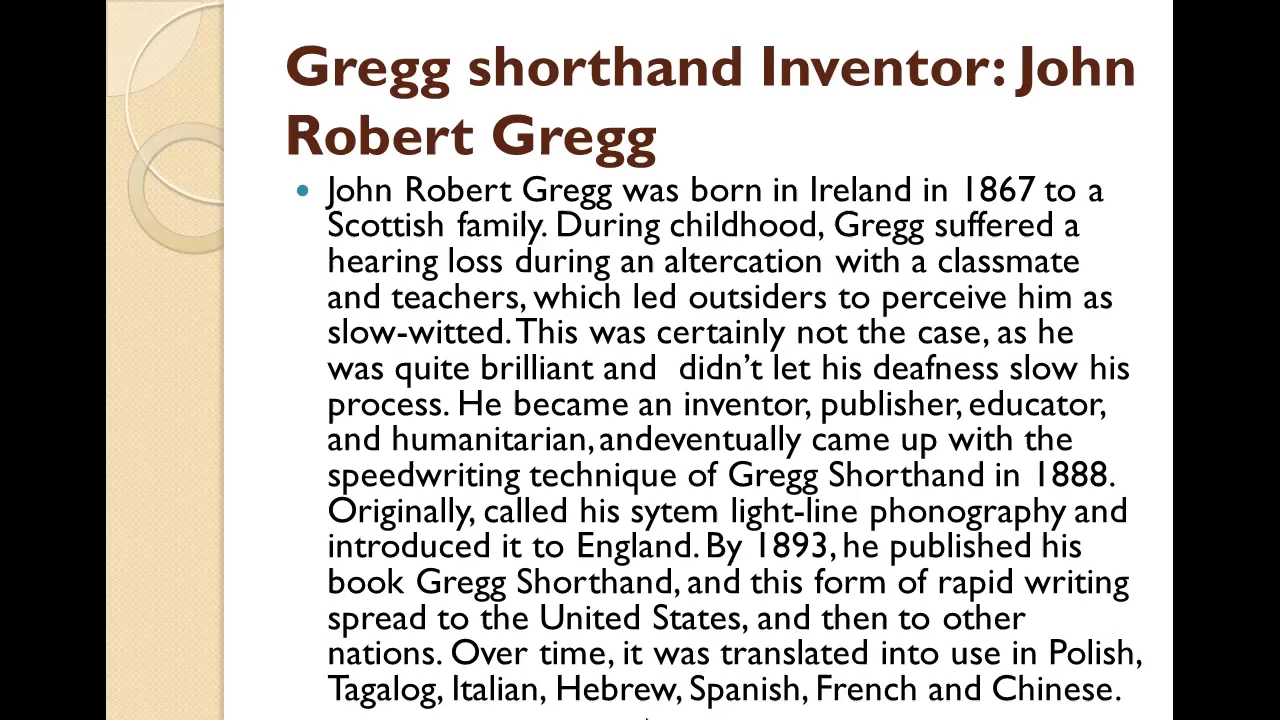 Gregg shorthand Inventor: John
Robert Gregg
• John Robert Gregg was born in Ireland in 1867 to a
Scottish family. During childhood, Gregg suffered a
hearing loss during an altercation with a classmate
and teachers, which led outsiders to perceive him as
slow-witted. This was certainly not the case, as he
was quite brilliant and  didn’t let his deafness slow his
process. He became an inventor, publisher, educator,
and humanitarian, andeventually came up with the
speedwriting technique of Gregg Shorthand in 1888.
Originally, called his sytem light-line phonography and
introduced it to England. By 1893, he published his
book Gregg Shorthand, and this form of rapid writing
spread to the United States, and then to other
nations. Over time, it was translated into use in Polish,
Tagalog, Italian, Hebrew, Spanish, French and Chinese.